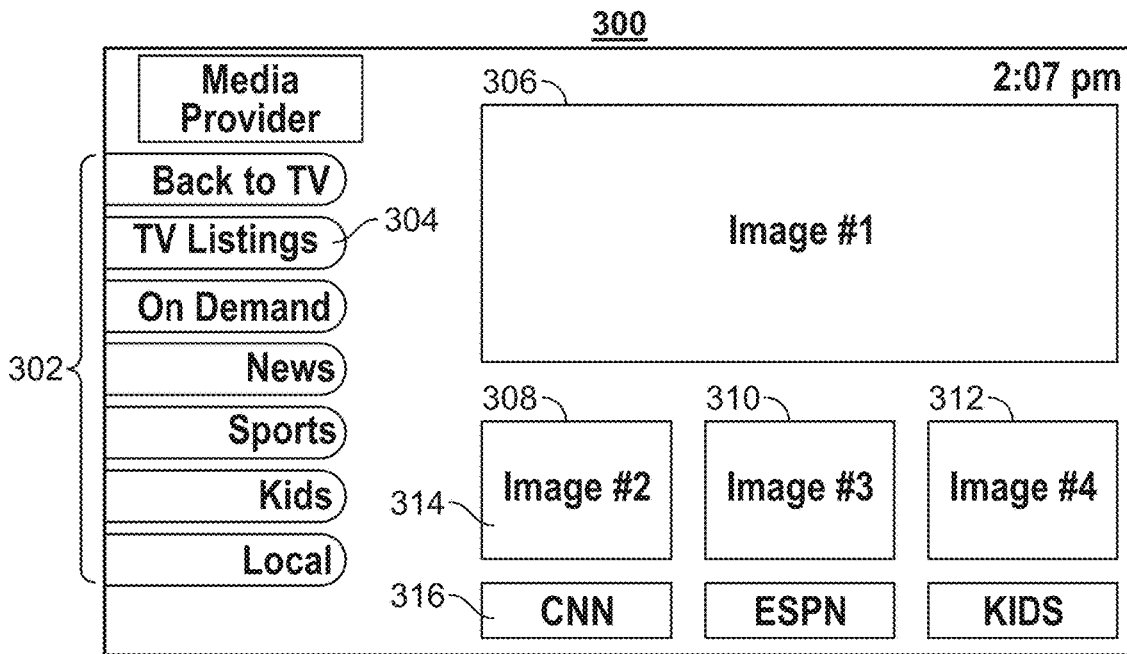 300
Media
Provider
2:07 pm
306
Back to TV
TV Listings
304
On Demand
News
Sports
Kids
Local
302
Image #1
308
310
312
Image #2
Image #3
Image #4
314
316
CNN
ESPN
KIDS